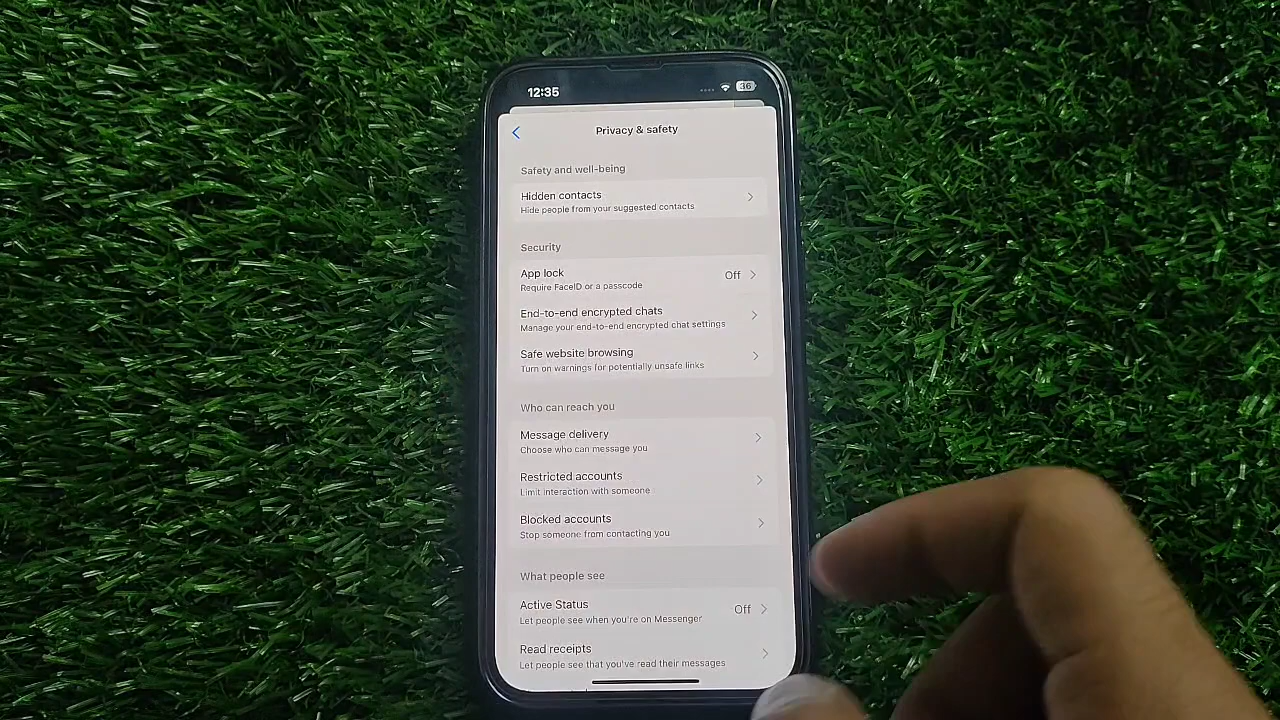 12:35
36
Privacy & safety
Safety and well-being
Hidden contacts
Hide people from your suggested contacts
Security
App lock
Off
Require FaceID or a passcode
End-to-end encrypted chats
Manage your end-to-end encrypted chat settings
Safe website browsing
Turn on warnings for potentially unsafe links
Who can reach you
Message delivery
Choose who can message you
Restricted accounts
Limit interaction with someone
Blocked accounts
Stop someone from contacting you
What people see
Active Status
Off
Let people see when you're on Messenger
Read receipts
Let people see that you've read their messages